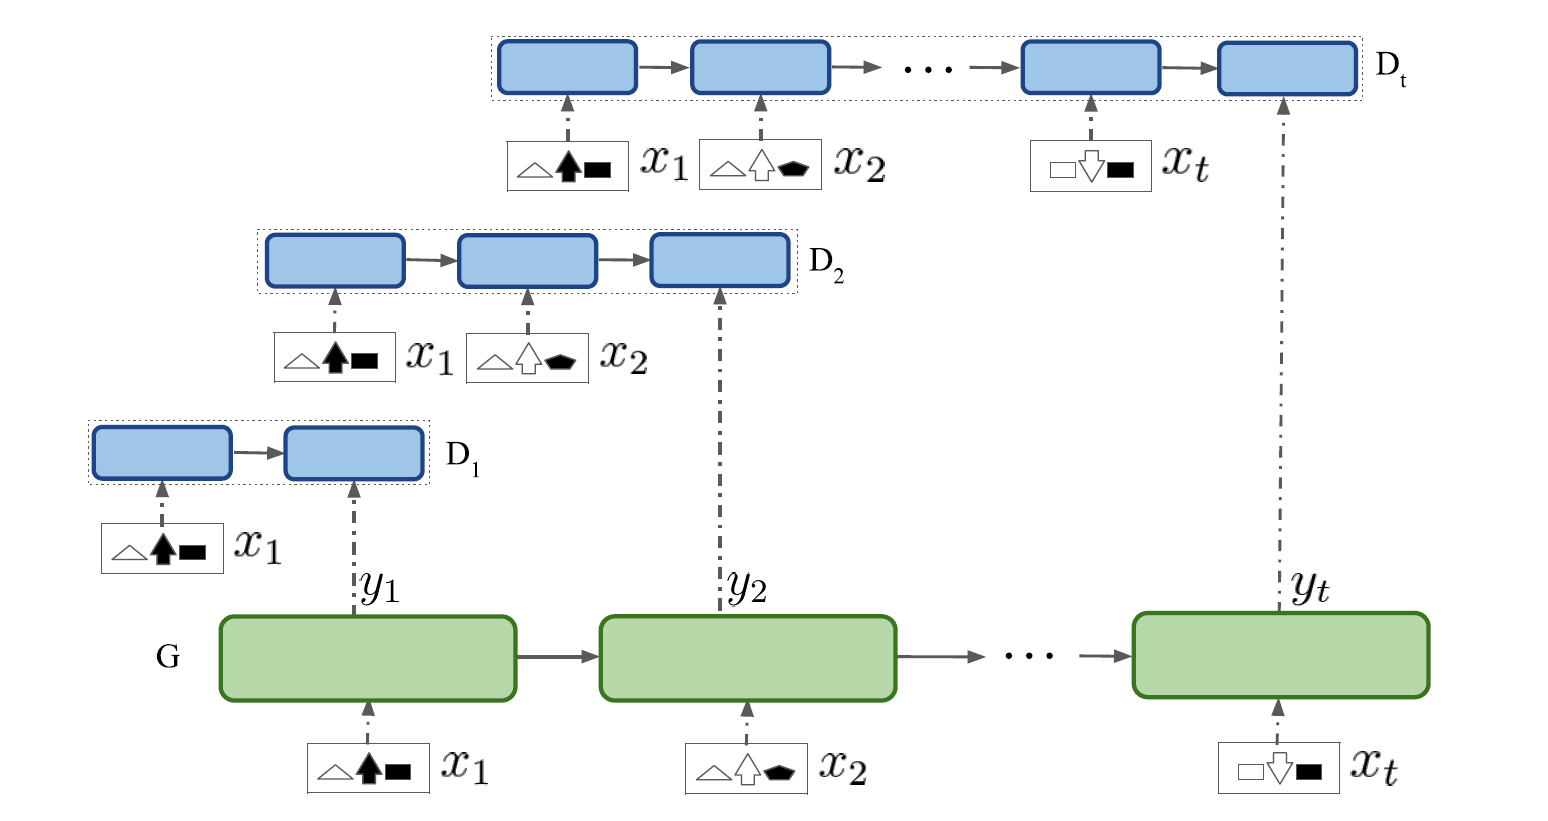 … D_t
x_1 x_2 x_t
D_2
x_1 x_2
D_1
x_1
y_1 y_2 y_t
G …
x_1 x_2 x_t